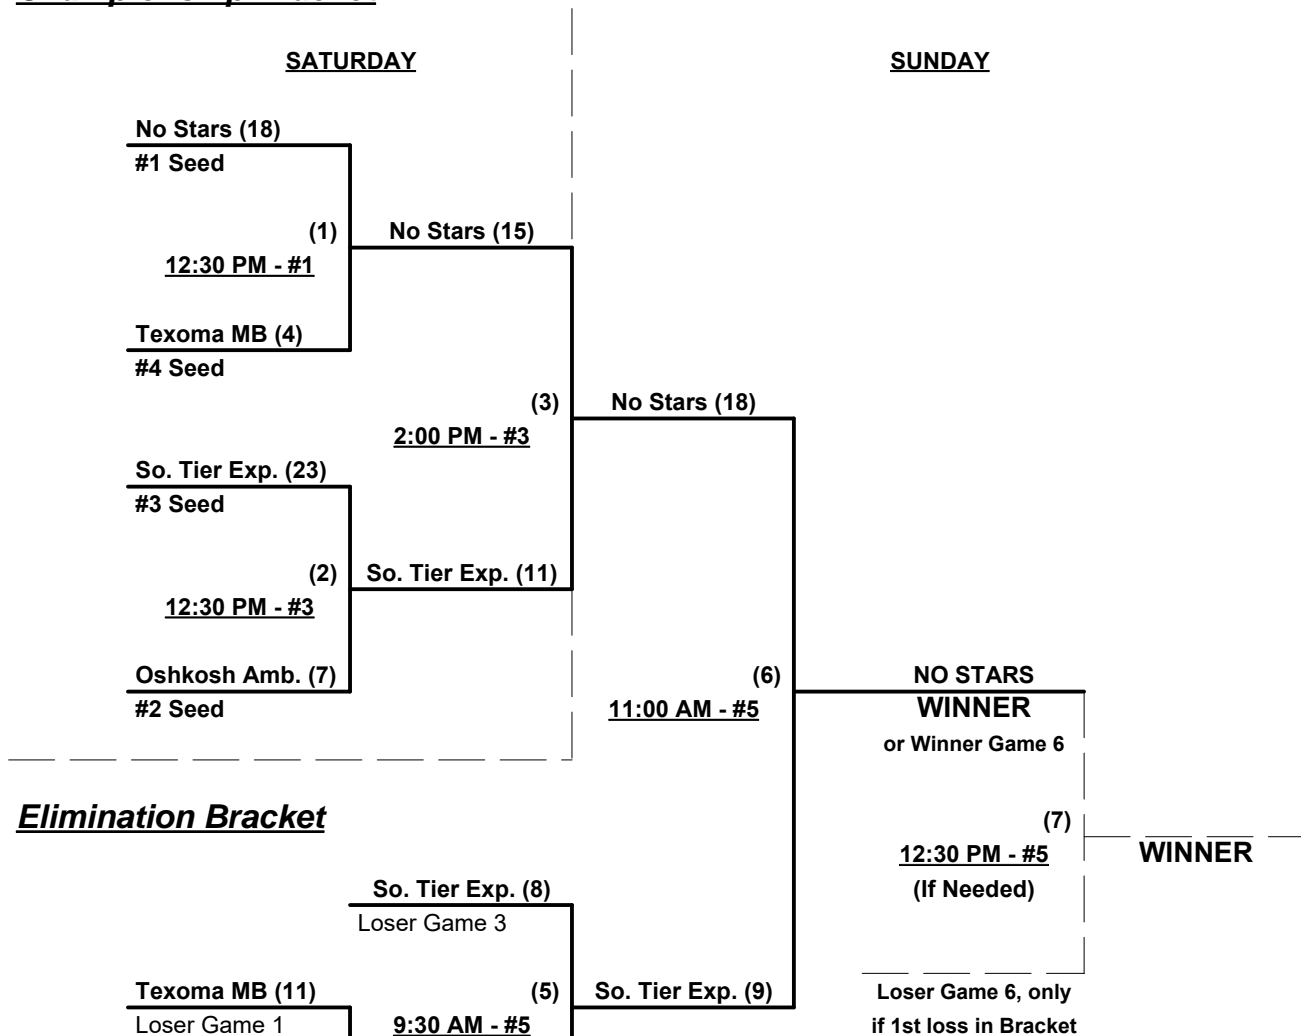 SATURDAY
SUNDAY
No Stars (18)
#1 Seed
(1)
No Stars (15)
12:30 PM - #1
Texoma MB (4)
#4 Seed
(3)
No Stars (18)
2:00 PM - #3
So. Tier Exp. (23)
#3 Seed
(2)
So. Tier Exp. (11)
12:30 PM - #3
Oshkosh Amb. (7)
#2 Seed
(6)
11:00 AM - #5
NO STARS
WINNER
or Winner Game 6
Elimination Bracket
(7)
12:30 PM - #5
(If Needed)
WINNER
So. Tier Exp. (8)
Loser Game 3
Texoma MB (11)
Loser Game 1
(5)
9:30 AM - #5
So. Tier Exp. (9)
Loser Game 6, only
if 1st loss in Bracket